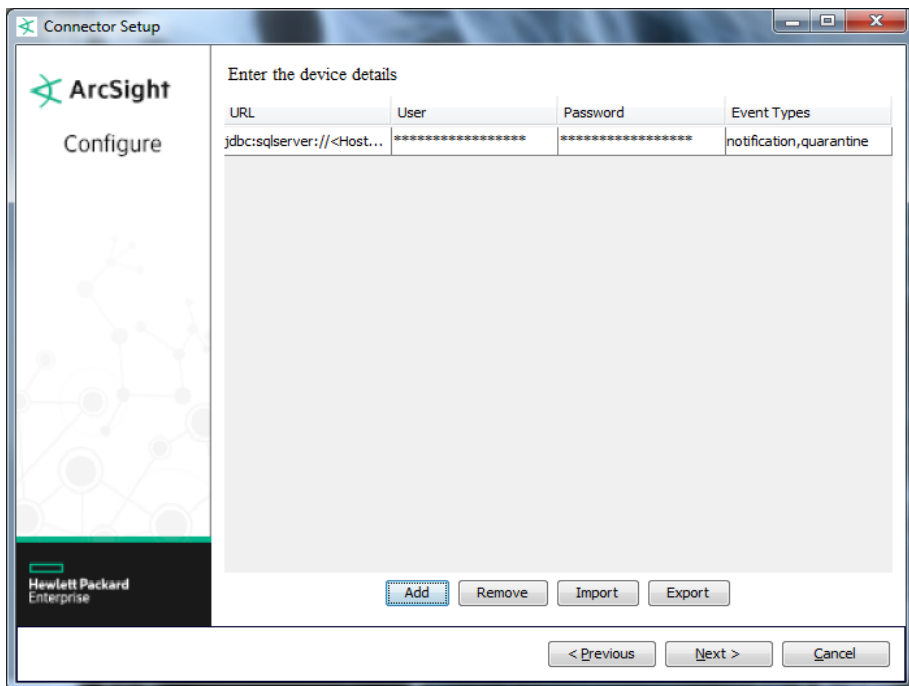 Connector Setup
ArcSight
Configure
Enter the device details
URL User Password Event Types
jdbc:sqlserver://<Host... ***************** ***************** notification,quarantine
Hewlett Packard
Enterprise
Add Remove Import Export
< Previous Next > Cancel